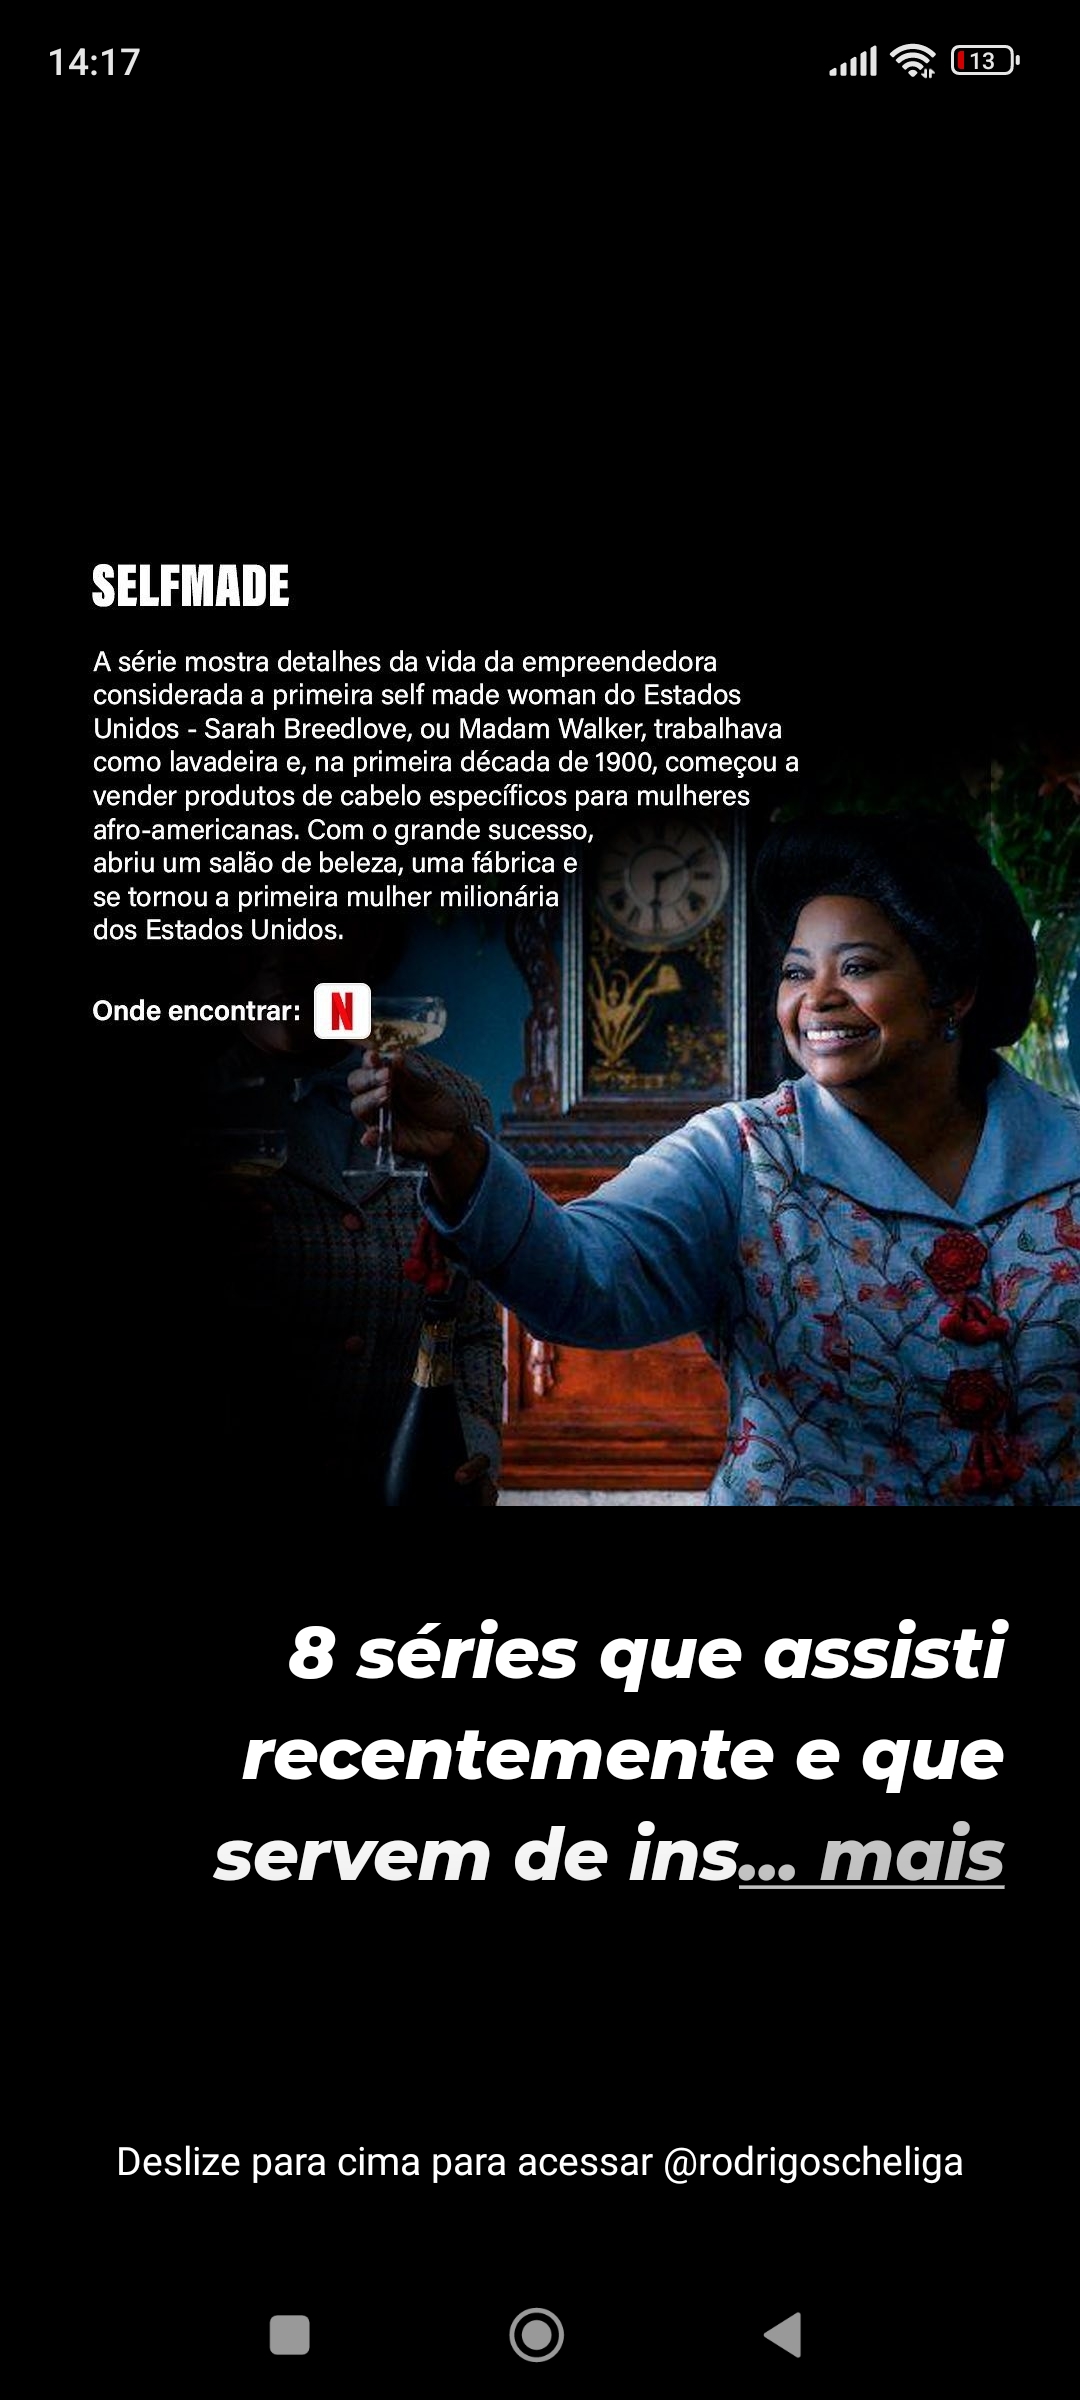 14:17
13
SELFMADE
A série mostra detalhes da vida da empreendedora
considerada a primeira self made woman do Estados
Unidos - Sarah Breedlove, ou Madam Walker, trabalhava
como lavadeira e, na primeira década de 1900, começou a
vender produtos de cabelo específicos para mulheres
afro-americanas. Com o grande sucesso,
abriu um salão de beleza, uma fábrica e
se tornou a primeira mulher milionária
dos Estados Unidos.
Onde encontrar: N
8 séries que assisti
recentemente e que
servem de ins... mais
Deslize para cima para acessar @rodrigoscheliga